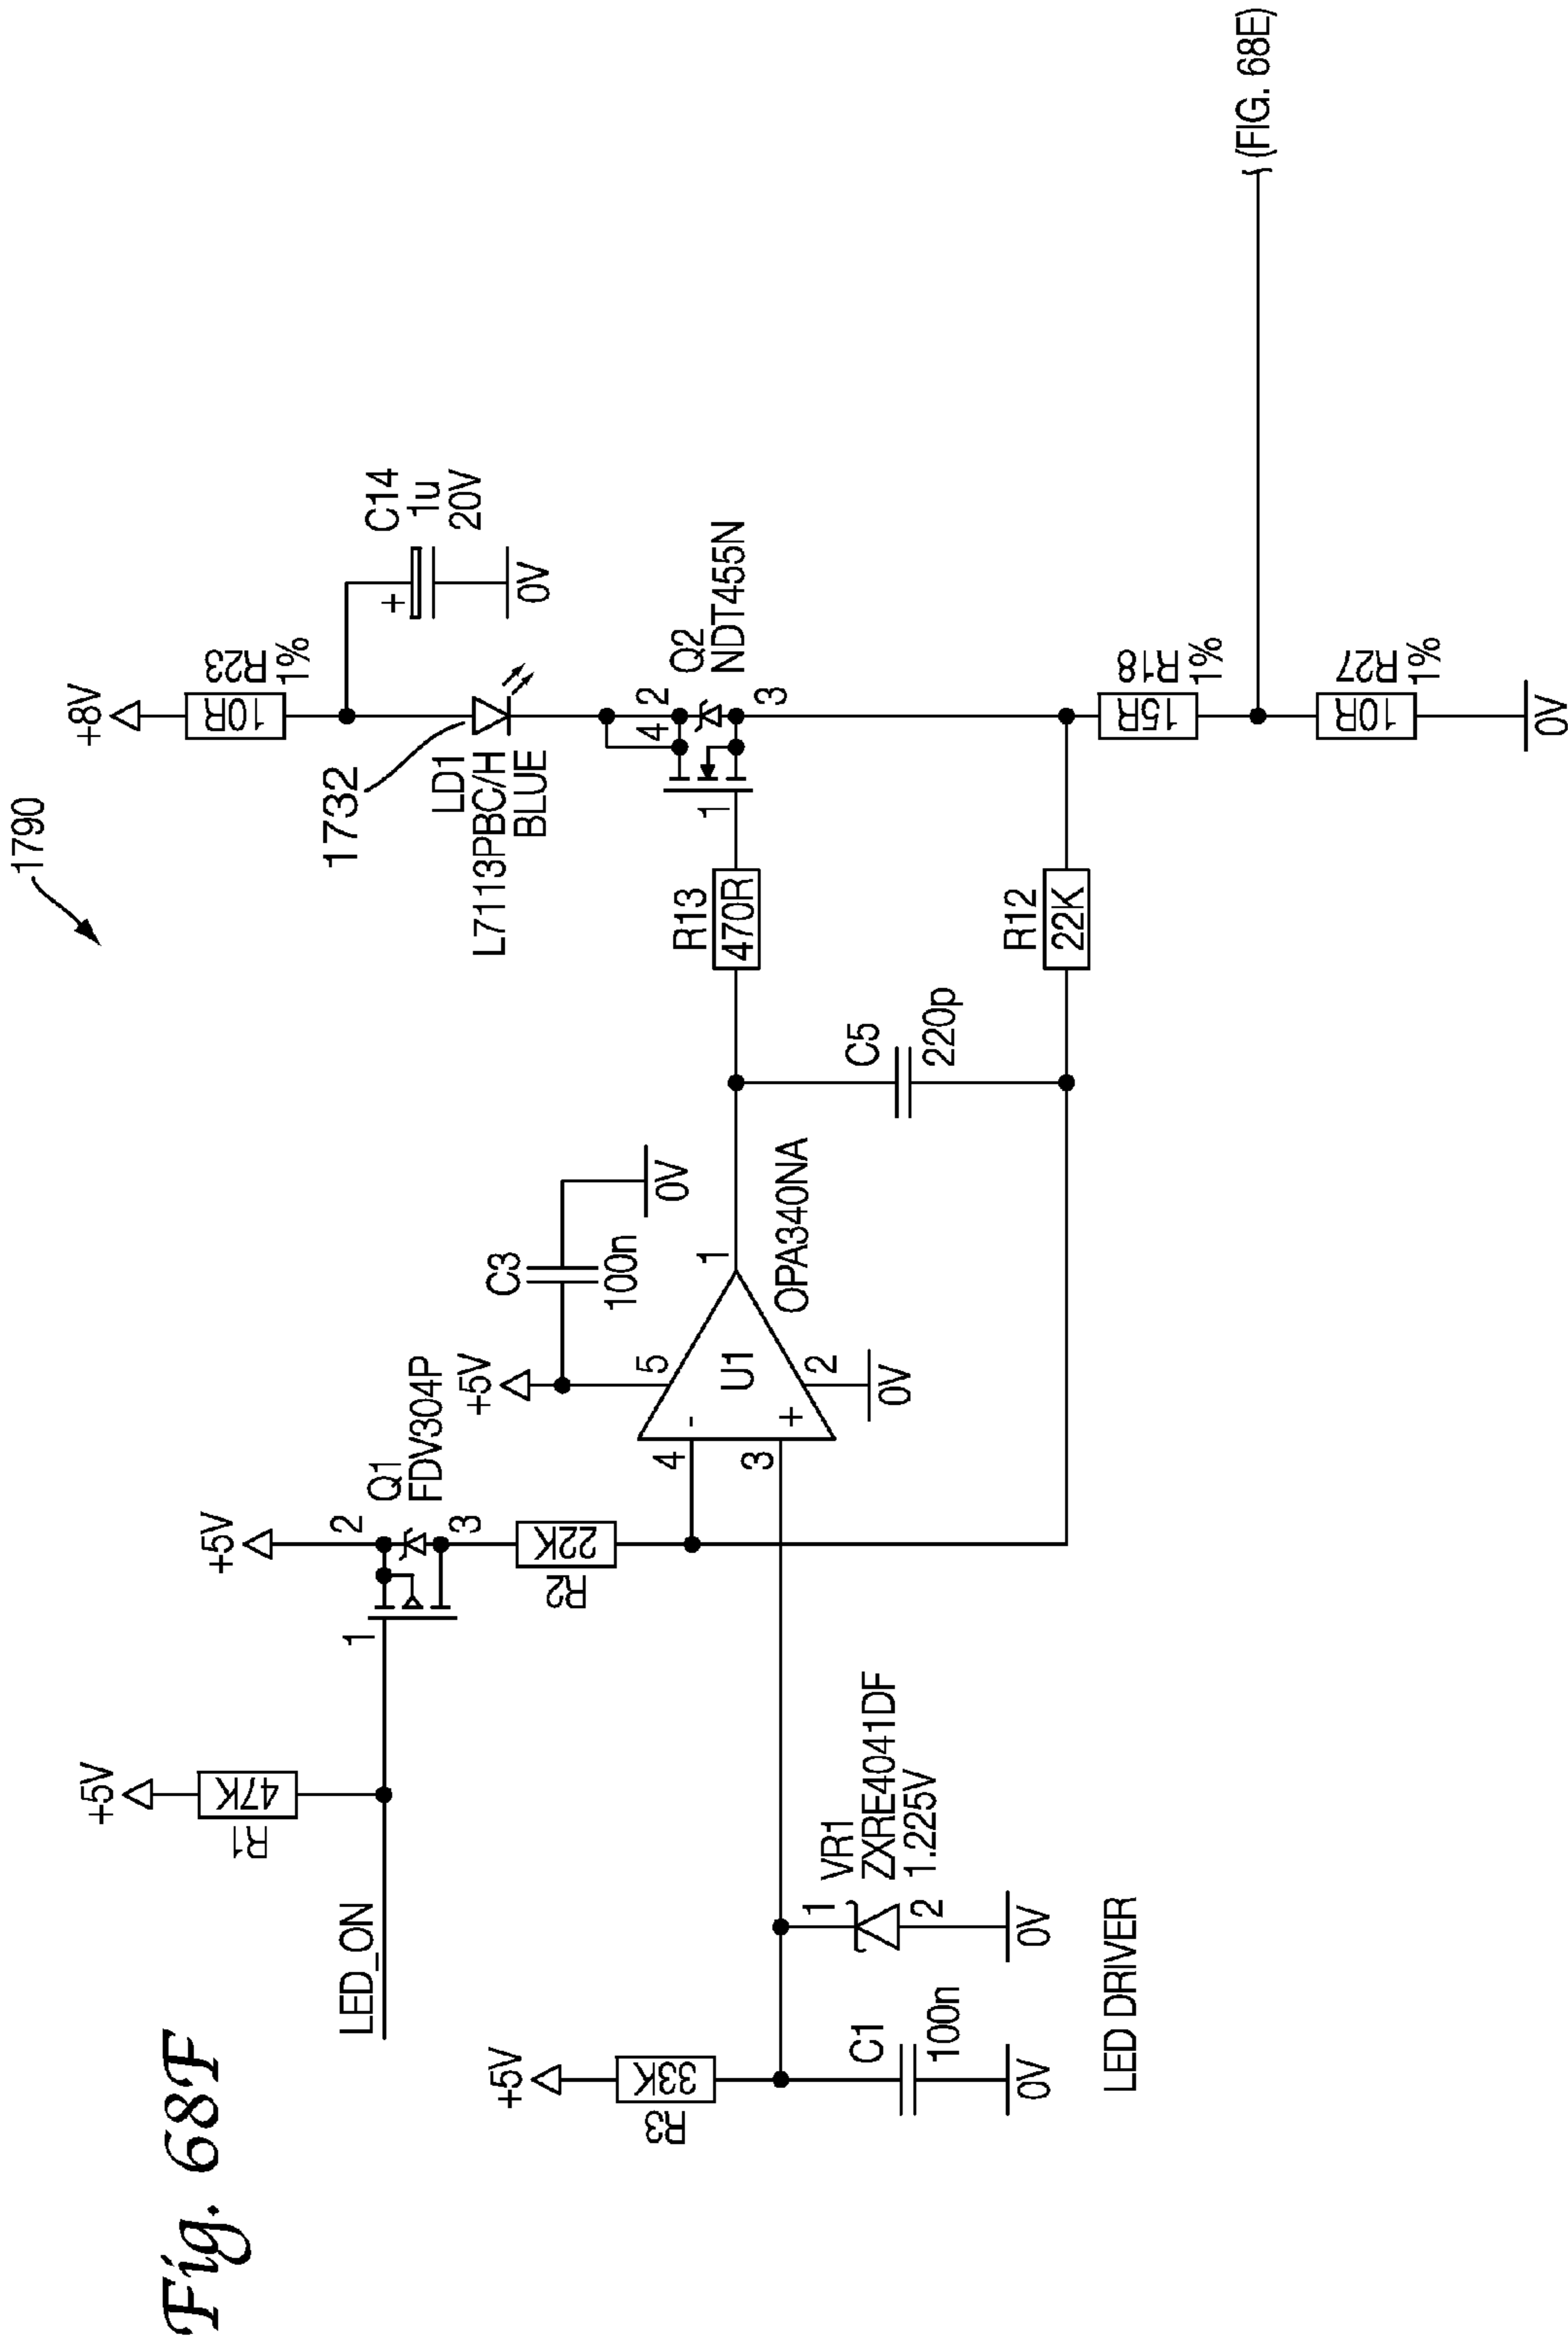 Fig. 68F
1790
+8V
10R
R23
1%
C14
1u
20V
+
0V
1732
LD1
L7113PBC/H
BLUE
Q2
NDT455N
2
4
3
1
R13
470R
R18
15R
1%
(FIG. 68E)
R27
10R
1%
0V
R12
22K
C5
220p
C3
100n
0V
+5V
5
U1
-
+
4
3
1
2
0V
OPA340NA
+5V
Q1
FDV304P
2
3
1
22K
R2
+5V
47K
R1
LED_ON
+5V
33K
R3
C1
100n
0V
VR1
ZXRE4041DF
1.225V
1
2
0V
LED DRIVER